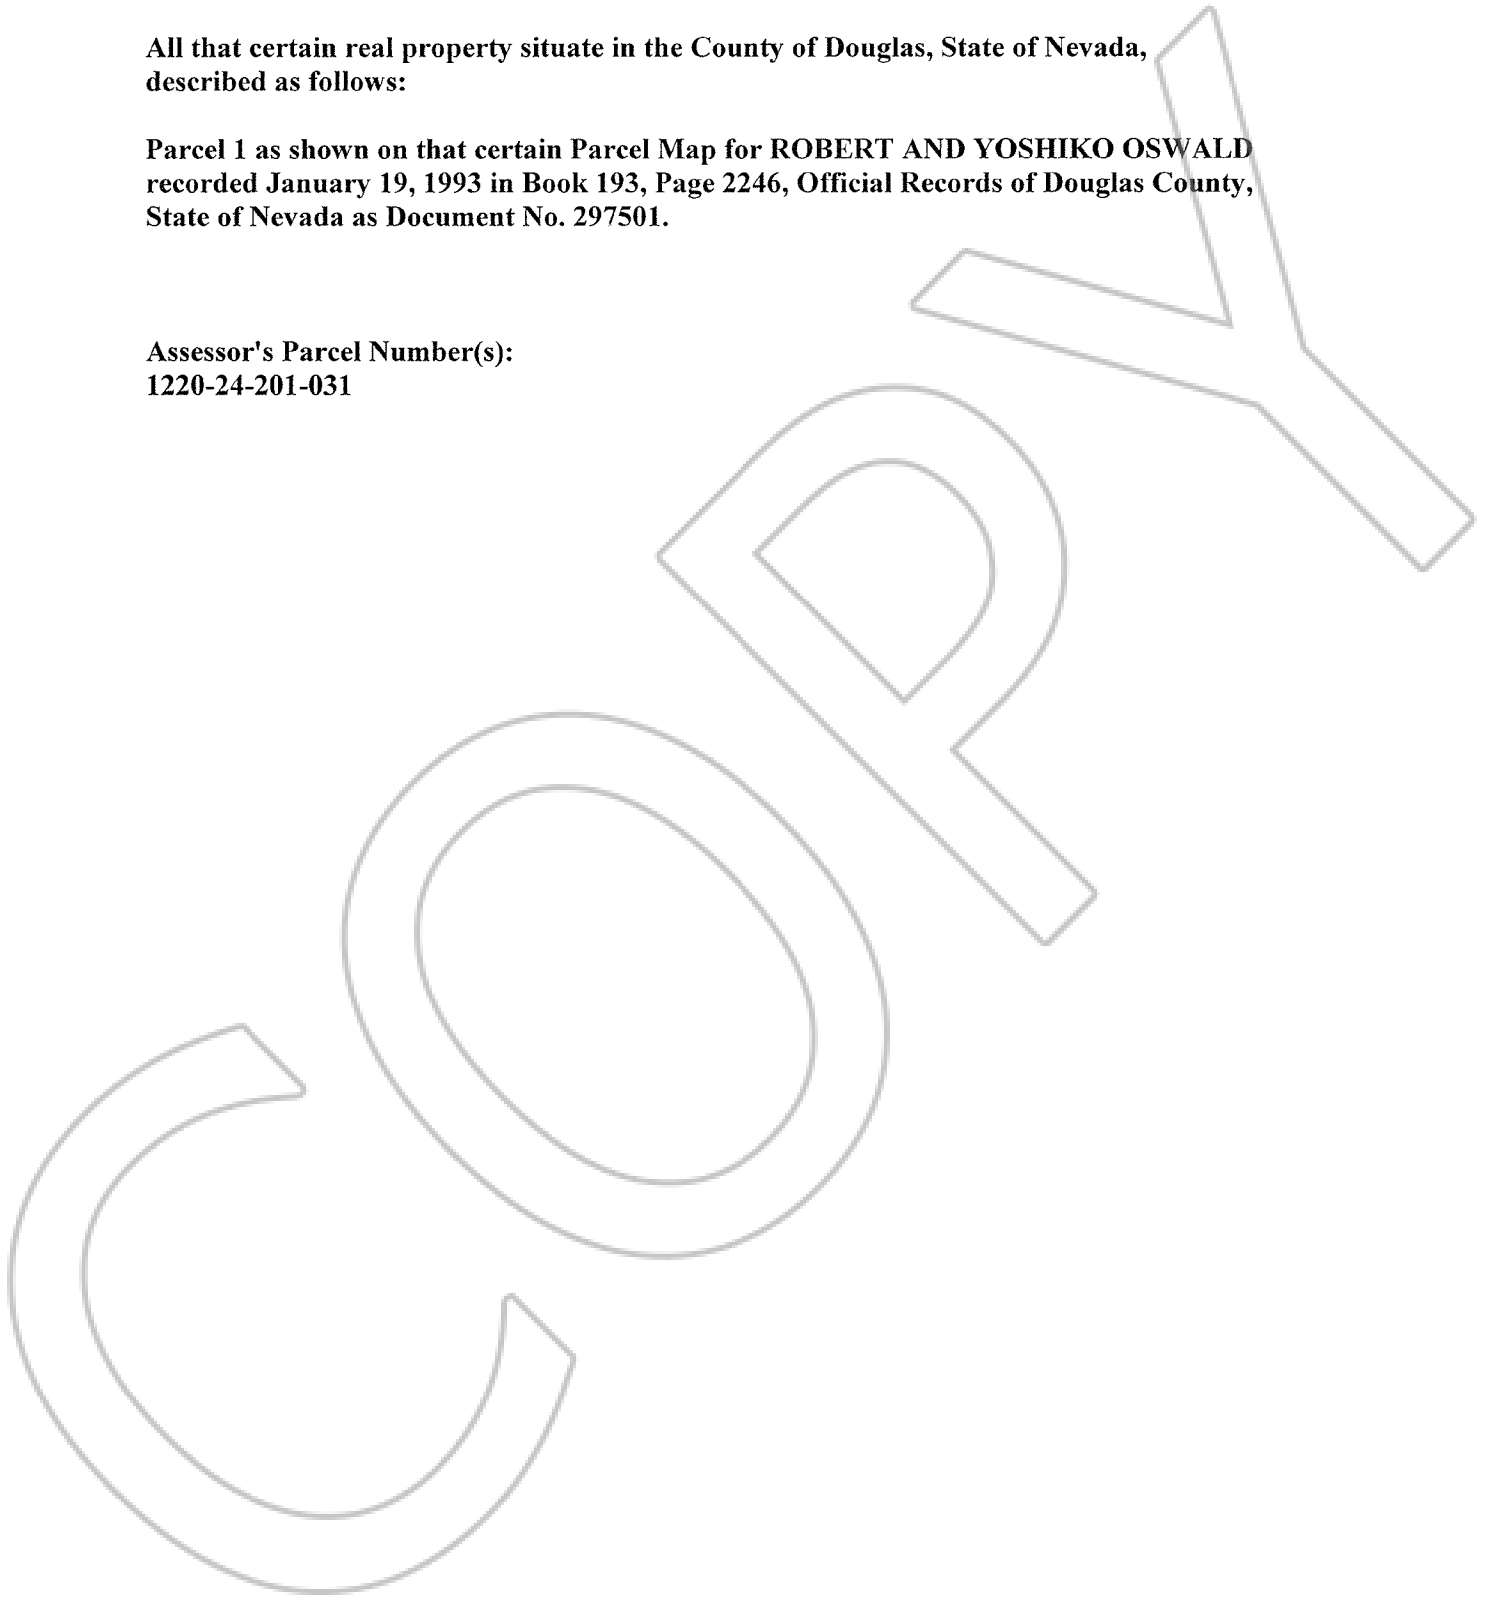 All that certain real property situate in the County of Douglas, State of Nevada,
described as follows:
Parcel 1 as shown on that certain Parcel Map for ROBERT AND YOSHIKO OSWALD
recorded January 19, 1993 in Book 193, Page 2246, Official Records of Douglas County,
State of Nevada as Document No. 297501.
Assessor's Parcel Number(s):
1220-24-201-031
COPY